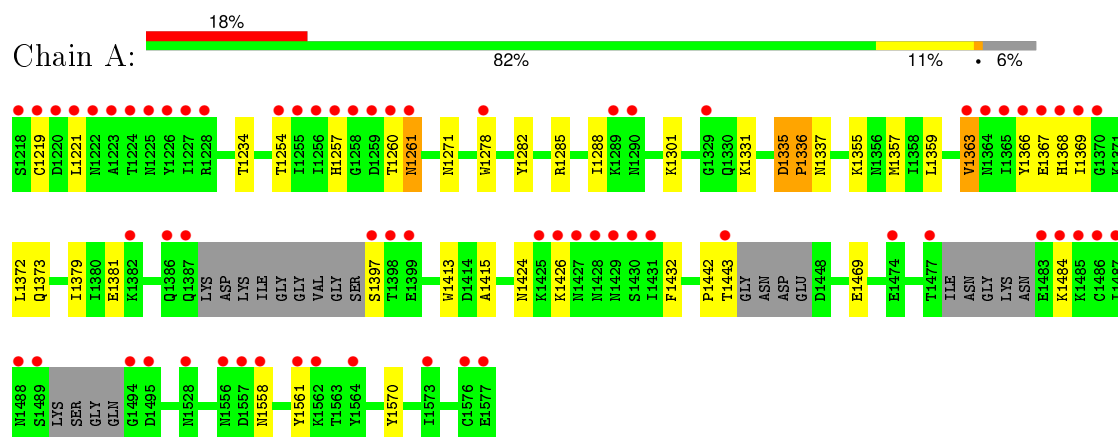 18%
Chain A:
82% 11% • 6%
S1218 C1219 D1220 L1221 N1222 A1223 T1224 N1225 Y1226 I1227 R1228 T1234 T1254 I1255 I1256 H1257 G1258 D1259 T1260 N1261 N1271 W1278 Y1282 R1285 I1288 K1289 N1290 K1301 G1329 Q1330 K1331 D1335 P1336 N1337 K1355 N1356 M1357 I1358 L1359 V1363 N1364 I1365 Y1366 E1367 H1368 I1369 G1370 K1371
L1372 Q1373 I1379 I1380 E1381 K1382 Q1386 Q1387 LYS ASP LYS ILE GLY GLY VAL GLY SER S1397 T1398 E1399 W1413 D1414 A1415 N1424 K1425 K1426 N1427 N1428 N1429 S1430 I1431 F1432 P1442 T1443 GLY ASN ASP GLU D1448 E1469 E1474 T1477 ILE ASN GLY LYS ASN E1483 K1484 K1485 C1486 I1487
N1488 S1489 LYS SER GLY GLN G1494 D1495 N1528 N1556 D1557 N1558 Y1561 K1562 T1563 Y1564 Y1570 I1573 C1576 E1577